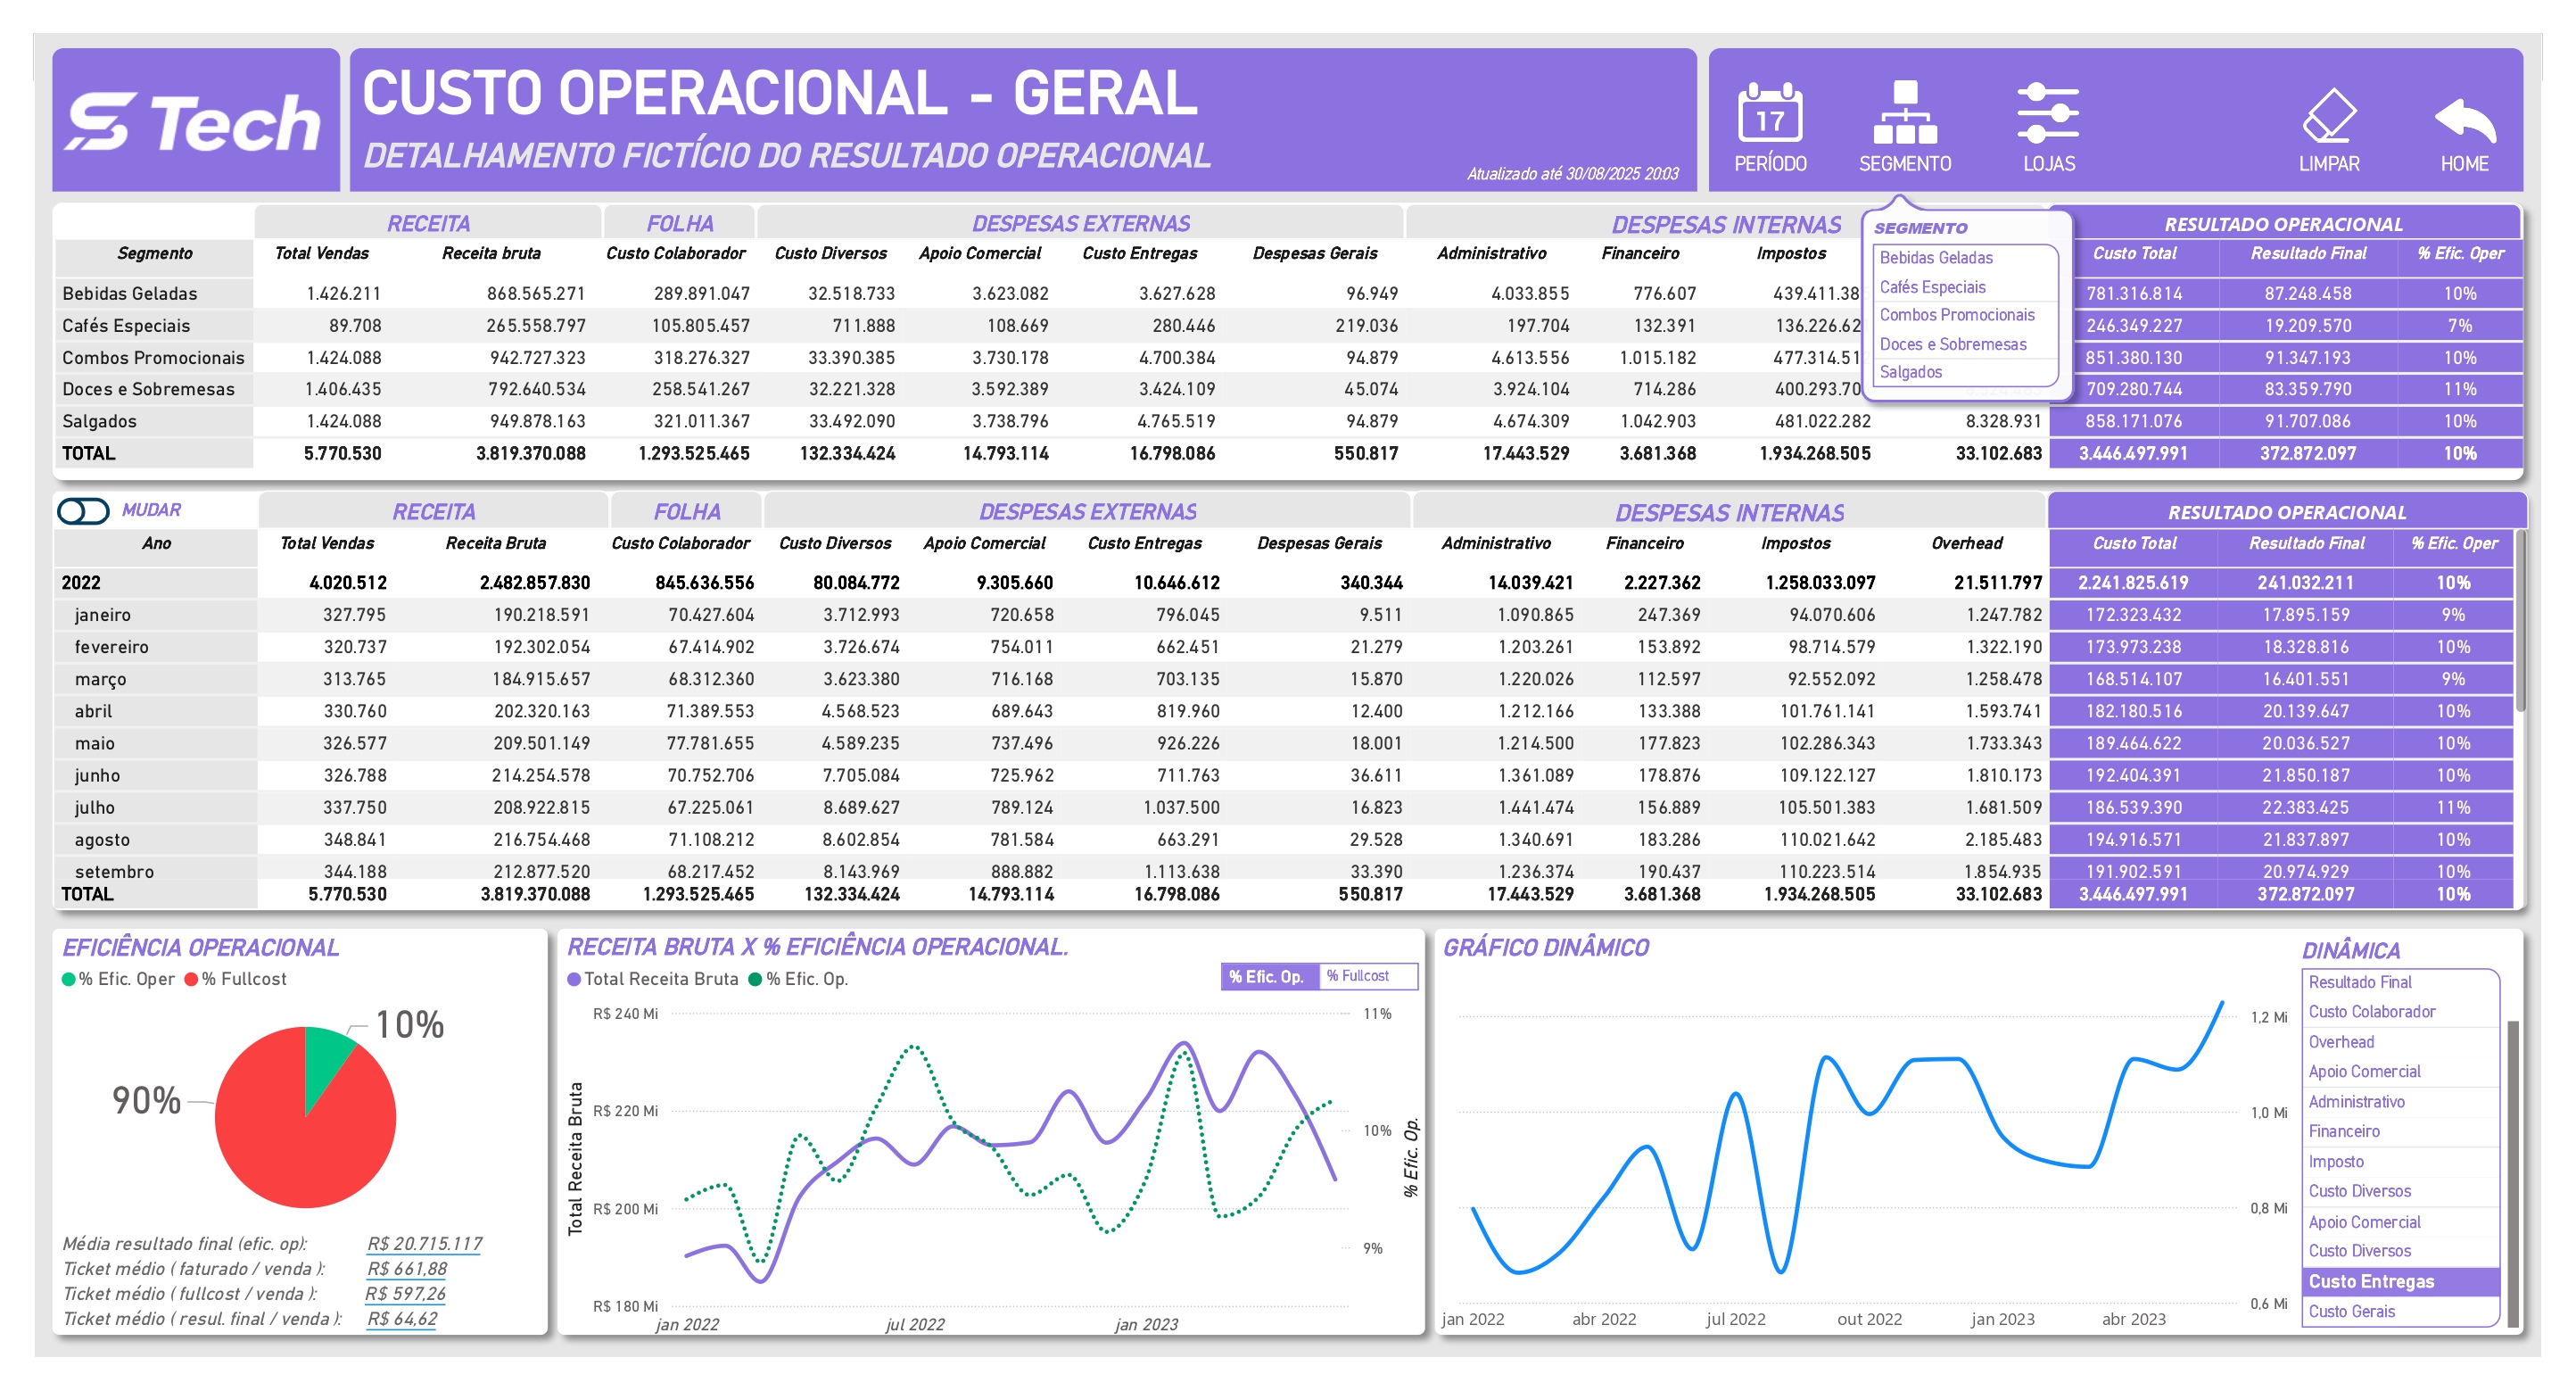 S Tech
CUSTO OPERACIONAL - GERAL
DETALHAMENTO FICTÍCIO DO RESULTADO OPERACIONAL
Atualizado até 30/08/2025 20:03
17
PERÍODO SEGMENTO LOJAS LIMPAR HOME
RECEITA FOLHA DESPESAS EXTERNAS DESPESAS INTERNAS RESULTADO OPERACIONAL
Segmento Total Vendas Receita bruta Custo Colaborador Custo Diversos Apoio Comercial Custo Entregas Despesas Gerais Administrativo Financeiro Impostos Custo Total Resultado Final % Efic. Oper
Bebidas Geladas 1.426.211 868.565.271 289.891.047 32.518.733 3.623.082 3.627.628 96.949 4.033.855 776.607 439.411.38 781.316.814 87.248.458 10%
Cafés Especiais 89.708 265.558.797 105.805.457 711.888 108.669 280.446 219.036 197.704 132.391 136.226.62 246.349.227 19.209.570 7%
Combos Promocionais 1.424.088 942.727.323 318.276.327 33.390.385 3.730.178 4.700.384 94.879 4.613.556 1.015.182 477.314.51 851.380.130 91.347.193 10%
Doces e Sobremesas 1.406.435 792.640.534 258.541.267 32.221.328 3.592.389 3.424.109 45.074 3.924.104 714.286 400.293.70 709.280.744 83.359.790 11%
Salgados 1.424.088 949.878.163 321.011.367 33.492.090 3.738.796 4.765.519 94.879 4.674.309 1.042.903 481.022.282 8.328.931 858.171.076 91.707.086 10%
TOTAL 5.770.530 3.819.370.088 1.293.525.465 132.334.424 14.793.114 16.798.086 550.817 17.443.529 3.681.368 1.934.268.505 33.102.683 3.446.497.991 372.872.097 10%
SEGMENTO
Bebidas Geladas
Cafés Especiais
Combos Promocionais
Doces e Sobremesas
Salgados
MUDAR RECEITA FOLHA DESPESAS EXTERNAS DESPESAS INTERNAS RESULTADO OPERACIONAL
Ano Total Vendas Receita Bruta Custo Colaborador Custo Diversos Apoio Comercial Custo Entregas Despesas Gerais Administrativo Financeiro Impostos Overhead Custo Total Resultado Final % Efic. Oper
2022 4.020.512 2.482.857.830 845.636.556 80.084.772 9.305.660 10.646.612 340.344 14.039.421 2.227.362 1.258.033.097 21.511.797 2.241.825.619 241.032.211 10%
janeiro 327.795 190.218.591 70.427.604 3.712.993 720.658 796.045 9.511 1.090.865 247.369 94.070.606 1.247.782 172.323.432 17.895.159 9%
fevereiro 320.737 192.302.054 67.414.902 3.726.674 754.011 662.451 21.279 1.203.261 153.892 98.714.579 1.322.190 173.973.238 18.328.816 10%
março 313.765 184.915.657 68.312.360 3.623.380 716.168 703.135 15.870 1.220.026 112.597 92.552.092 1.258.478 168.514.107 16.401.551 9%
abril 330.760 202.320.163 71.389.553 4.568.523 689.643 819.960 12.400 1.212.166 133.388 101.761.141 1.593.741 182.180.516 20.139.647 10%
maio 326.577 209.501.149 77.781.655 4.589.235 737.496 926.226 18.001 1.214.500 177.823 102.286.343 1.733.343 189.464.622 20.036.527 10%
junho 326.788 214.254.578 70.752.706 7.705.084 725.962 711.763 36.611 1.361.089 178.876 109.122.127 1.810.173 192.404.391 21.850.187 10%
julho 337.750 208.922.815 67.225.061 8.689.627 789.124 1.037.500 16.823 1.441.474 156.889 105.501.383 1.681.509 186.539.390 22.383.425 11%
agosto 348.841 216.754.468 71.108.212 8.602.854 781.584 663.291 29.528 1.340.691 183.286 110.021.642 2.185.483 194.916.571 21.837.897 10%
setembro 344.188 212.877.520 68.217.452 8.143.969 888.882 1.113.638 33.390 1.236.374 190.437 110.223.514 1.854.935 191.902.591 20.974.929 10%
TOTAL 5.770.530 3.819.370.088 1.293.525.465 132.334.424 14.793.114 16.798.086 550.817 17.443.529 3.681.368 1.934.268.505 33.102.683 3.446.497.991 372.872.097 10%
EFICIÊNCIA OPERACIONAL
% Efic. Oper % Fullcost
10%
90%
Média resultado final (efic. op): R$ 20.715.117
Ticket médio ( faturado / venda ): R$ 661,88
Ticket médio ( fullcost / venda ): R$ 597,26
Ticket médio ( resul. final / venda ): R$ 64,62
RECEITA BRUTA X % EFICIÊNCIA OPERACIONAL.
Total Receita Bruta % Efic. Op.
% Efic. Op. % Fullcost
Total Receita Bruta
R$ 240 Mi
R$ 220 Mi
R$ 200 Mi
R$ 180 Mi
11%
10%
9%
% Efic. Op.
jan 2022 jul 2022 jan 2023
GRÁFICO DINÂMICO
1,2 Mi
1,0 Mi
0,8 Mi
0,6 Mi
jan 2022 abr 2022 jul 2022 out 2022 jan 2023 abr 2023
DINÂMICA
Resultado Final
Custo Colaborador
Overhead
Apoio Comercial
Administrativo
Financeiro
Imposto
Custo Diversos
Apoio Comercial
Custo Diversos
Custo Entregas
Custo Gerais